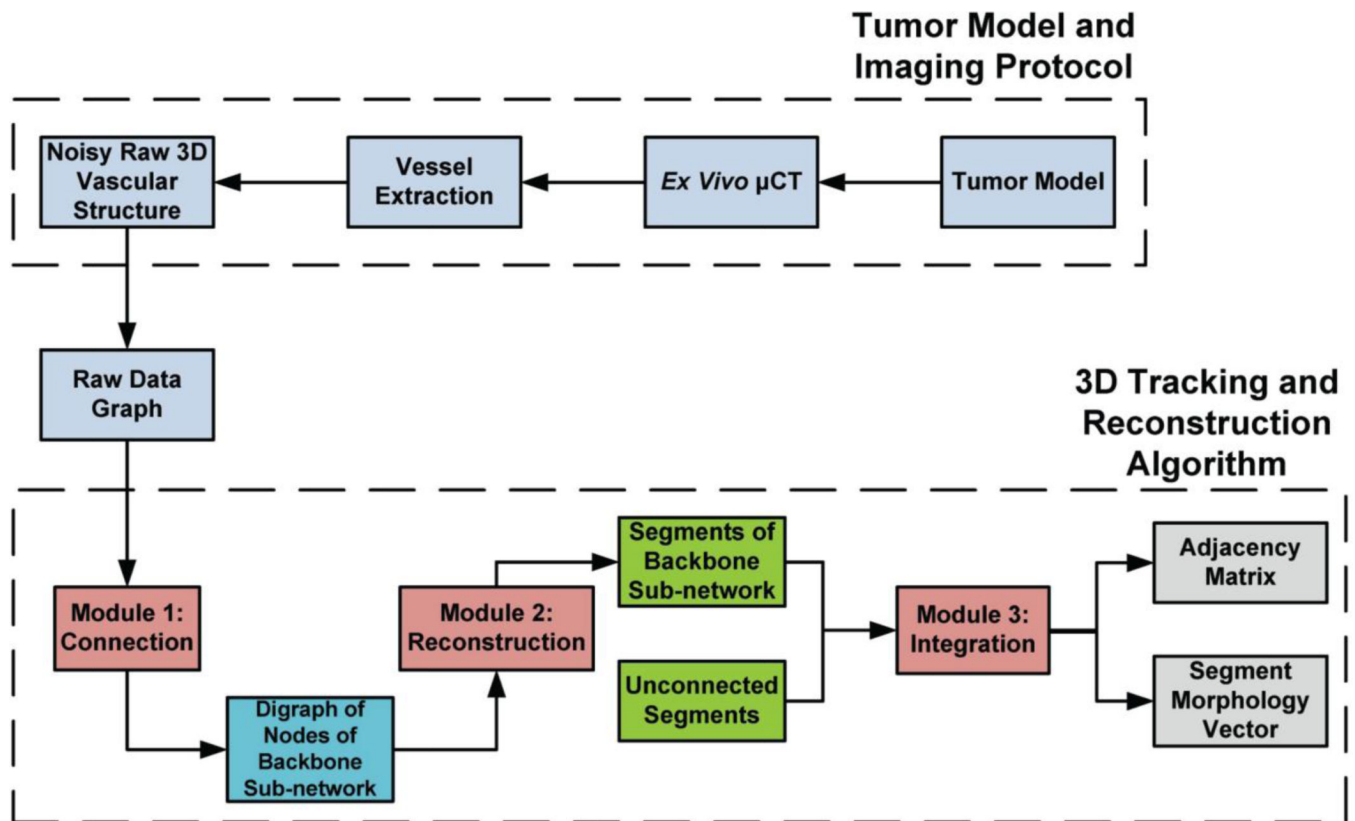 Tumor Model and
Imaging Protocol
Noisy Raw 3D
Vascular
Structure
Vessel
Extraction
Ex Vivo µCT
Tumor Model
Raw Data
Graph
3D Tracking and
Reconstruction
Algorithm
Module 1:
Connection
Digraph of
Nodes of
Backbone
Sub-network
Module 2:
Reconstruction
Segments of
Backbone
Sub-network
Unconnected
Segments
Module 3:
Integration
Adjacency
Matrix
Segment
Morphology
Vector